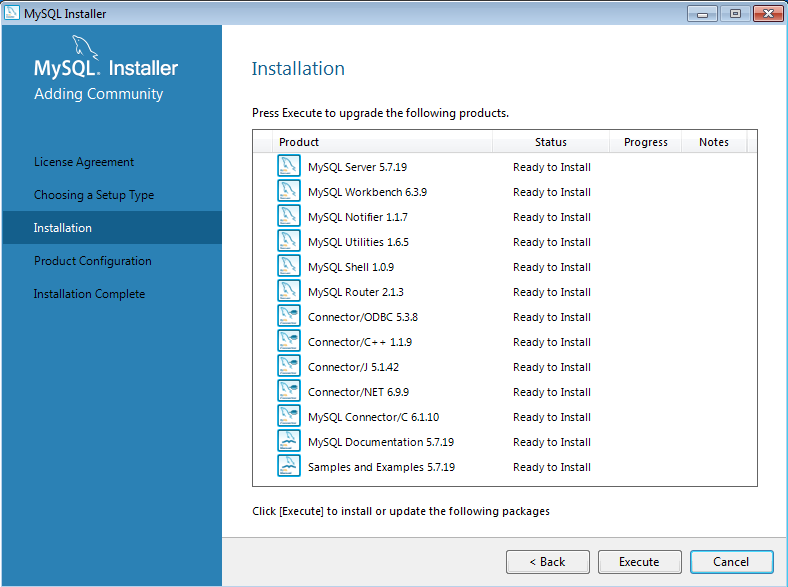 MySQL Installer
MySQL. Installer
Adding Community
License Agreement
Choosing a Setup Type
Installation
Product Configuration
Installation Complete
Installation
Press Execute to upgrade the following products.
Product Status Progress Notes
MySQL Server 5.7.19 Ready to Install
MySQL Workbench 6.3.9 Ready to Install
MySQL Notifier 1.1.7 Ready to Install
MySQL Utilities 1.6.5 Ready to Install
MySQL Shell 1.0.9 Ready to Install
MySQL Router 2.1.3 Ready to Install
Connector/ODBC 5.3.8 Ready to Install
Connector/C++ 1.1.9 Ready to Install
Connector/J 5.1.42 Ready to Install
Connector/NET 6.9.9 Ready to Install
MySQL Connector/C 6.1.10 Ready to Install
MySQL Documentation 5.7.19 Ready to Install
Samples and Examples 5.7.19 Ready to Install
Click [Execute] to install or update the following packages
< Back Execute Cancel